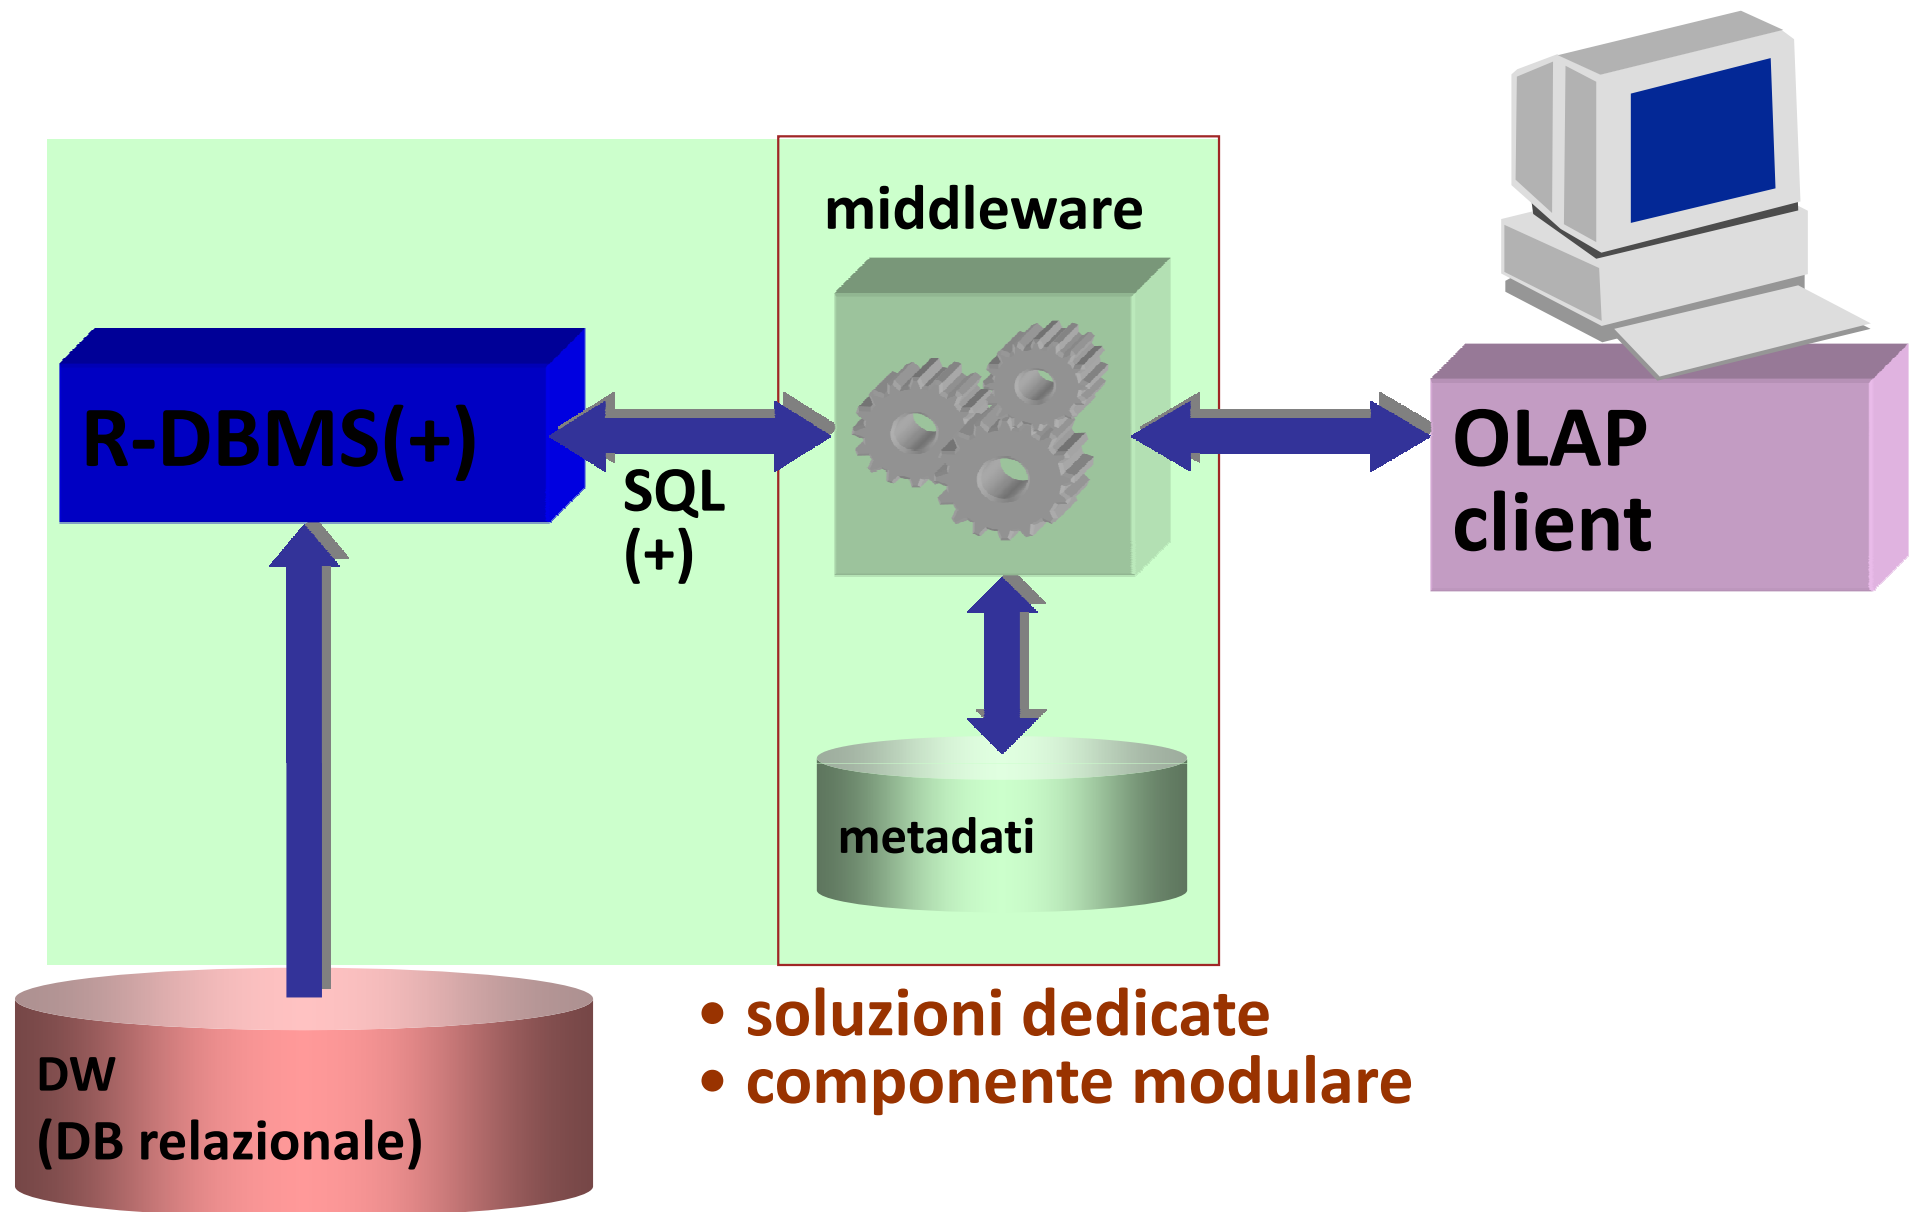 middleware
R-DBMS(+)
SQL
(+)
OLAP
client
metadati
• soluzioni dedicate
• componente modulare
DW
(DB relazionale)